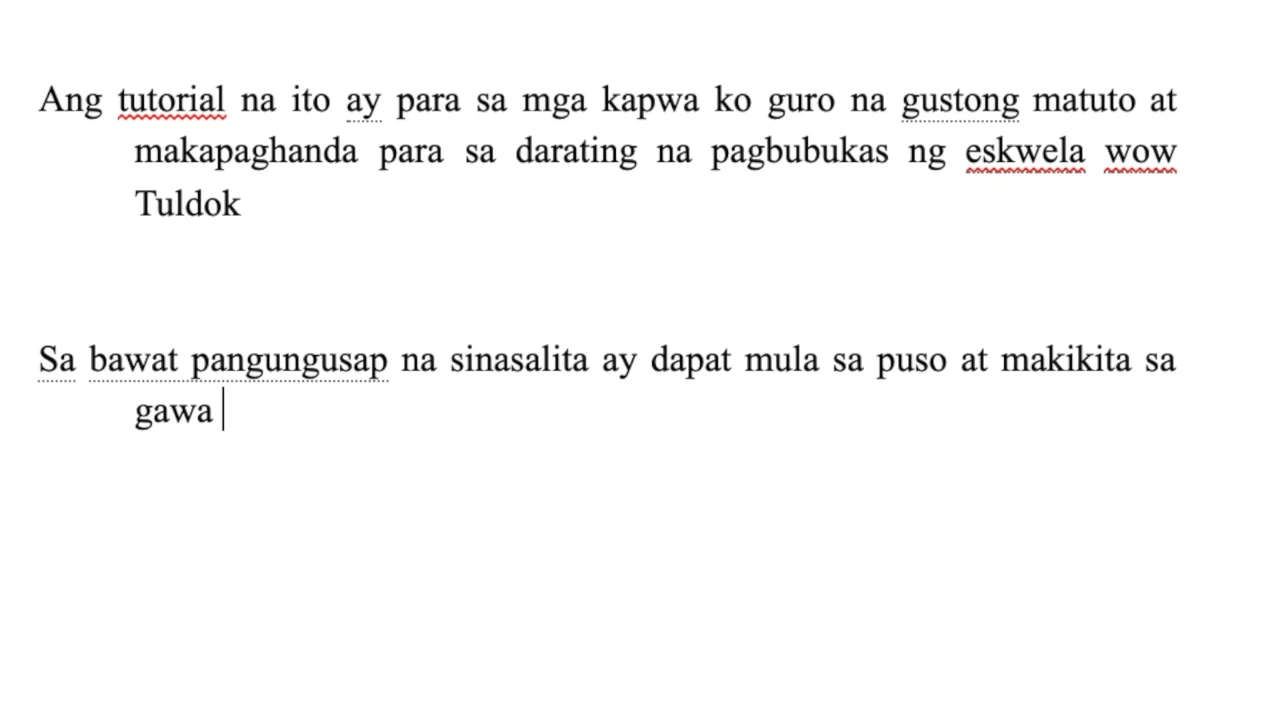 Ang tutorial na ito ay para sa mga kapwa ko guro na gustong matuto at
makapaghanda para sa darating na pagbubukas ng eskwela wow
Tuldok
Sa bawat pangungusap na sinasalita ay dapat mula sa puso at makikita sa
gawa